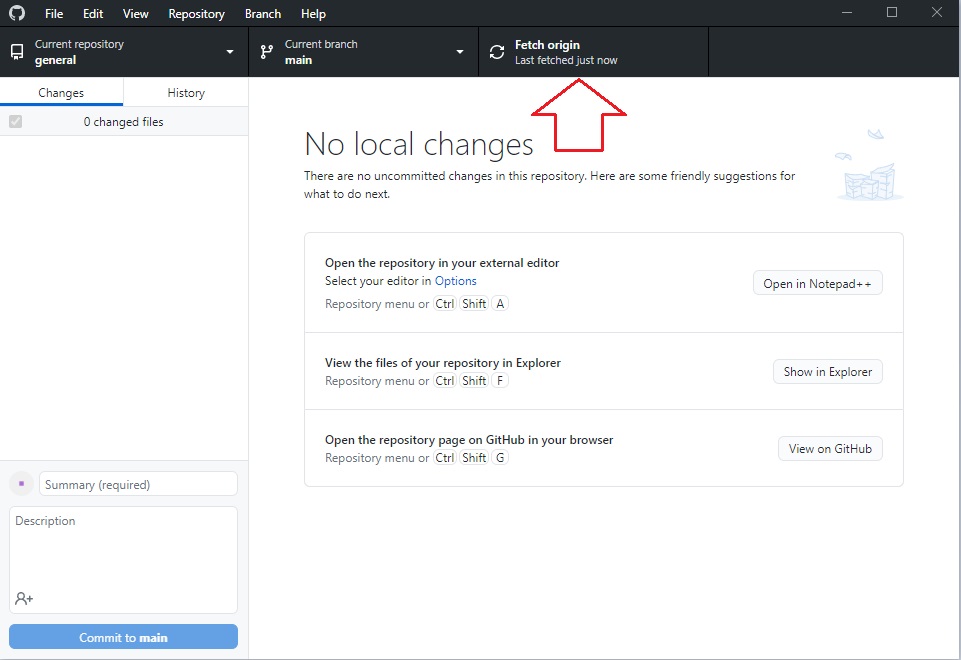 File Edit View Repository Branch Help
Current repository
general
Current branch
main
Fetch origin
Last fetched just now
Changes
History
0 changed files
No local changes
There are no uncommitted changes in this repository. Here are some friendly suggestions for
what to do next.
Open the repository in your external editor
Select your editor in Options
Repository menu or Ctrl Shift A
Open in Notepad++
View the files of your repository in Explorer
Repository menu or Ctrl Shift F
Show in Explorer
Open the repository page on GitHub in your browser
Repository menu or Ctrl Shift G
View on GitHub
Summary (required)
Description
Commit to main